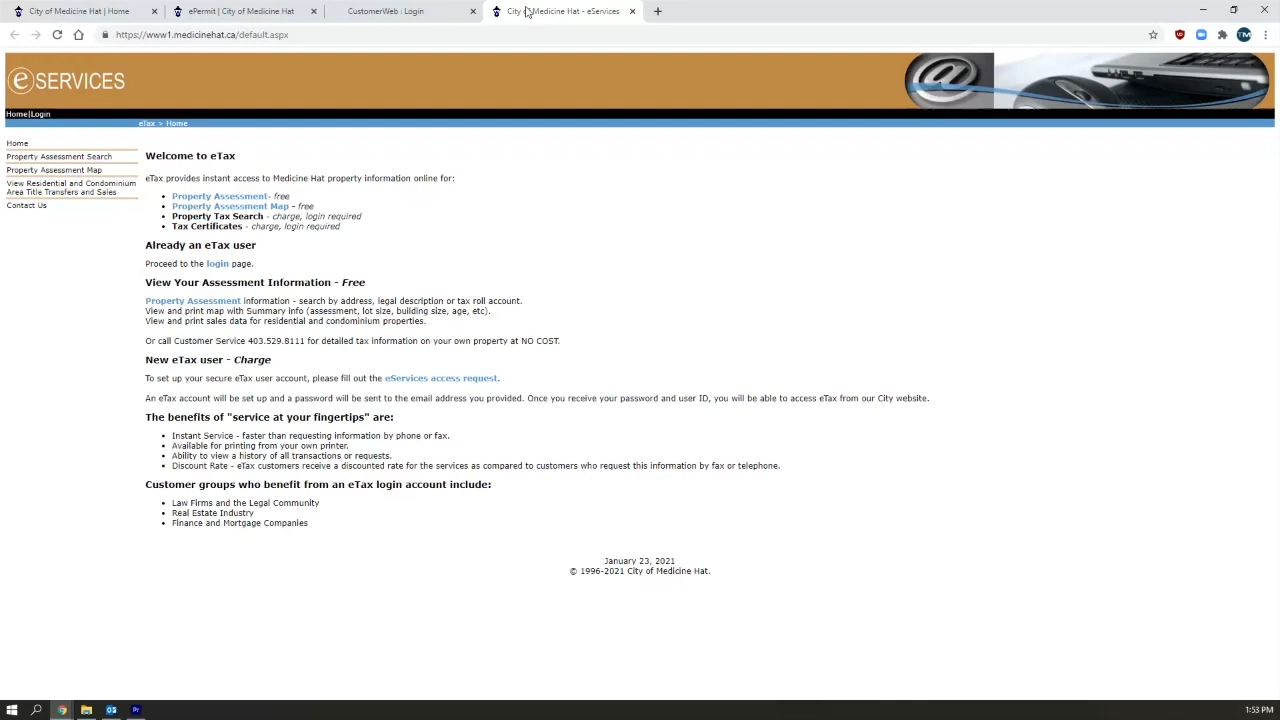 City of Medicine Hat | Home
ePermit | City of Medicine Hat
CustomerWeb : Login
City of Medicine Hat - eServices
https://www1.medicinehat.ca/default.aspx
TM
eSERVICES
@
Home|Login
eTax > Home
Home
Property Assessment Search
Property Assessment Map
View Residential and Condominium
Area Title Transfers and Sales
Contact Us
Welcome to eTax
eTax provides instant access to Medicine Hat property information online for:
• Property Assessment- free
• Property Assessment Map - free
• Property Tax Search - charge, login required
• Tax Certificates - charge, login required
Already an eTax user
Proceed to the login page.
View Your Assessment Information - Free
Property Assessment information - search by address, legal description or tax roll account.
View and print map with Summary info (assessment, lot size, building size, age, etc).
View and print sales data for residential and condominium properties.
Or call Customer Service 403.529.8111 for detailed tax information on your own property at NO COST.
New eTax user - Charge
To set up your secure eTax user account, please fill out the eServices access request.
An eTax account will be set up and a password will be sent to the email address you provided. Once you receive your password and user ID, you will be able to access eTax from our City website.
The benefits of "service at your fingertips" are:
• Instant Service - faster than requesting information by phone or fax.
• Available for printing from your own printer.
• Ability to view a history of all transactions or requests.
• Discount Rate - eTax customers receive a discounted rate for the services as compared to customers who request this information by fax or telephone.
Customer groups who benefit from an eTax login account include:
• Law Firms and the Legal Community
• Real Estate Industry
• Finance and Mortgage Companies
January 23, 2021
© 1996-2021 City of Medicine Hat.
Pr
1:53 PM